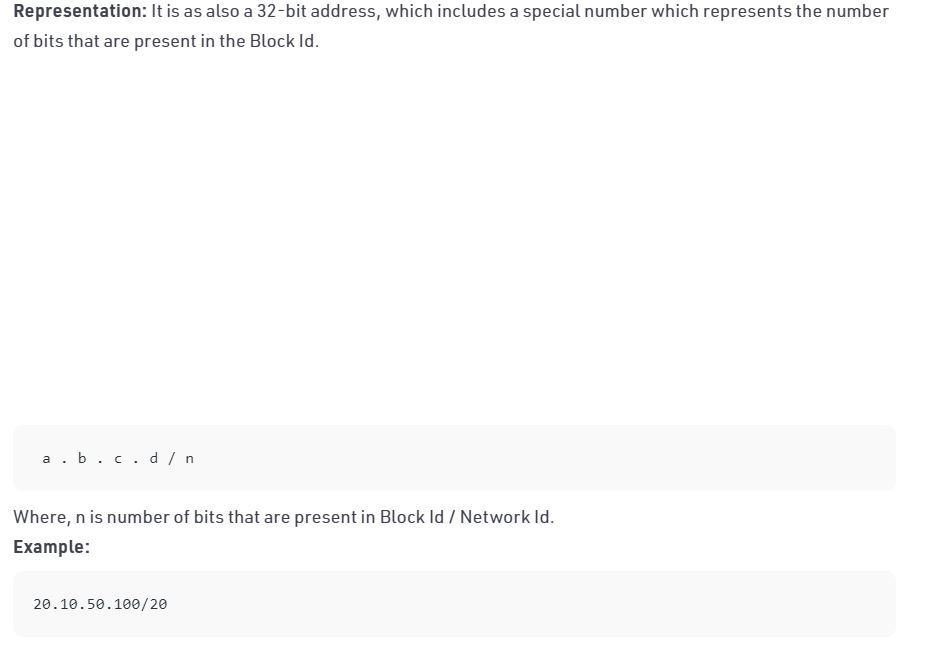 Representation: It is as also a 32-bit address, which includes a special number which represents the number
of bits that are present in the Block Id.
a . b . c . d / n
Where, n is number of bits that are present in Block Id / Network Id.
Example:
20.10.50.100/20